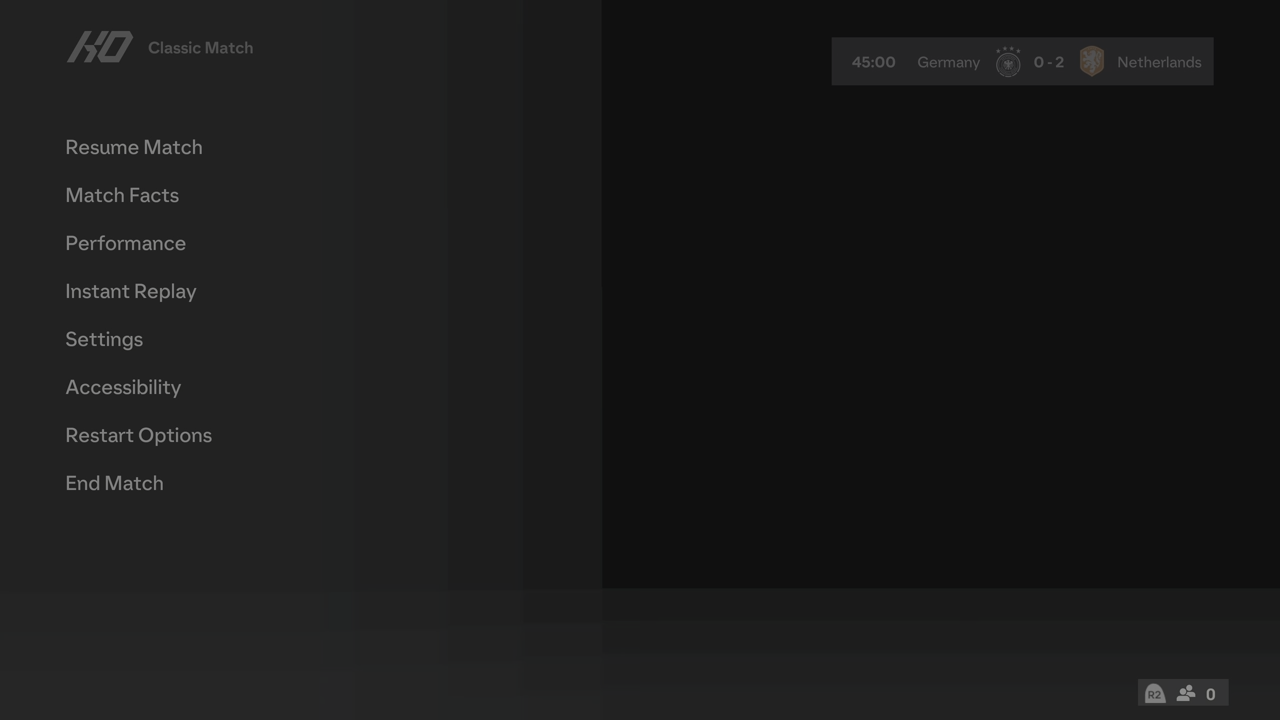 KO Classic Match
45:00 Germany 0 - 2 Netherlands
Resume Match
Match Facts
Performance
Instant Replay
Settings
Accessibility
Restart Options
End Match
R2 0